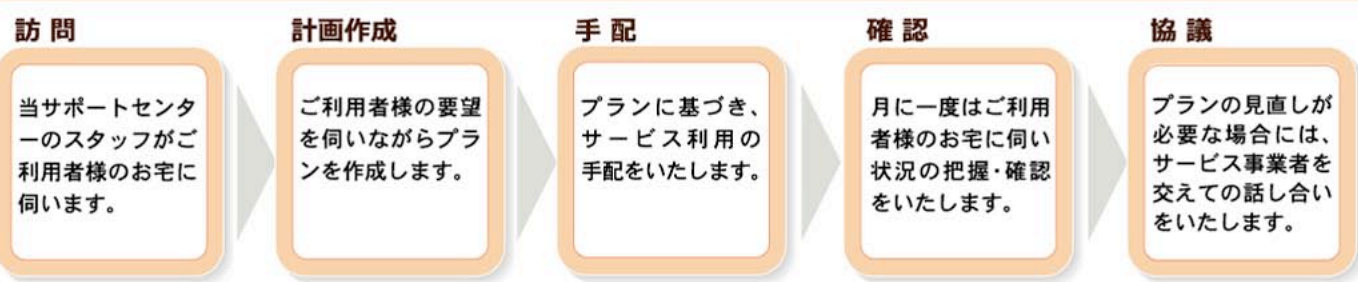 訪問
当サポートセンタ
ーのスタッフがご
利用者様のお宅に
伺います。
計画作成
ご利用者様の要望
を伺いながらプラ
ンを作成します。
手配
プランに基づき、
サービス利用の
手配をいたします。
確認
月に一度はご利用
者様のお宅に伺い
状況の把握・確認
をいたします。
協議
プランの見直しが
必要な場合には、
サービス事業者を
交えての話し合い
をいたします。